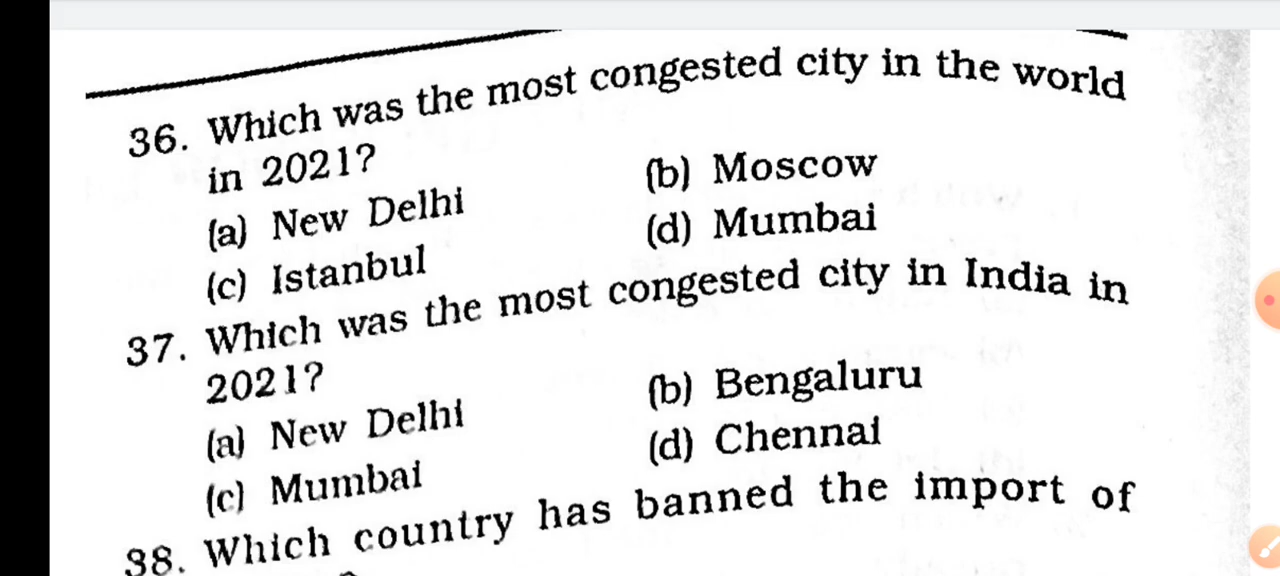 36. Which was the most congested city in the world
in 2021?
(a) New Delhi (b) Moscow
(c) Istanbul (d) Mumbai
37. Which was the most congested city in India in
2021?
(a) New Delhi (b) Bengaluru
(c) Mumbai (d) Chennai
38. Which country has banned the import of